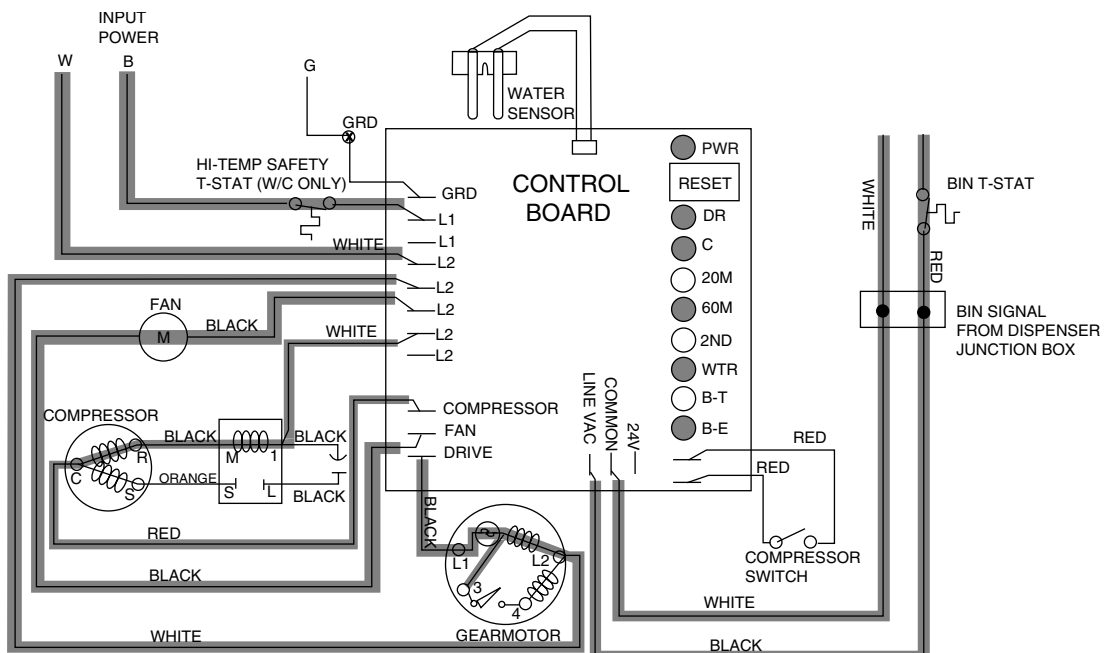 INPUT
POWER
W
B
G
GRD
WATER
SENSOR
HI-TEMP SAFETY
T-STAT (W/C ONLY)
GRD
L1
L1
WHITE
L2
L2
L2
L2
L2
CONTROL
BOARD
PWR
RESET
DR
C
20M
60M
2ND
WTR
B-T
B-E
WHITE
RED
BIN T-STAT
BIN SIGNAL
FROM DISPENSER
JUNCTION BOX
FAN
M
BLACK
WHITE
COMPRESSOR
FAN
DRIVE
LINE VAC
COMMON
24V
COMPRESSOR
BLACK
R
C
S
ORANGE
M
1
S
L
BLACK
BLACK
RED
BLACK
WHITE
BLACK
L1
2
L2
3
4
GEARMOTOR
RED
RED
COMPRESSOR
SWITCH
WHITE
BLACK